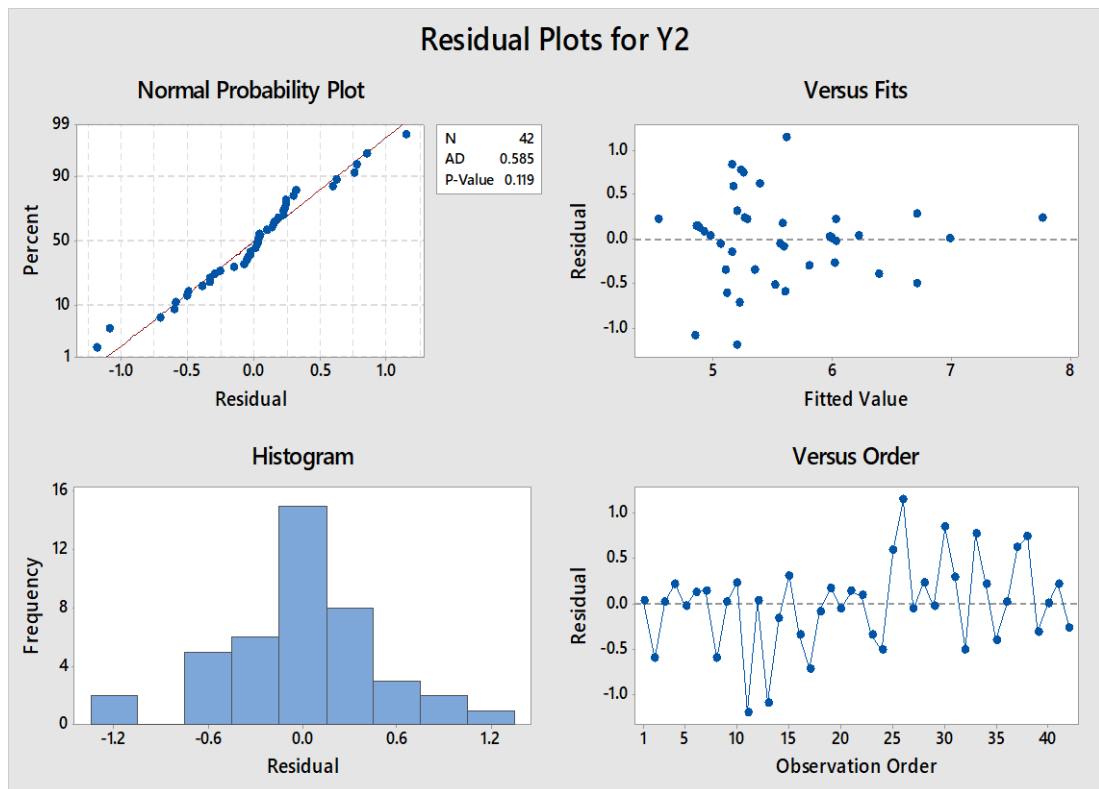 Residual Plots for Y2
Normal Probability Plot
99
90
50
10
1
Percent
-1.0 -0.5 0.0 0.5 1.0
Residual
N 42
AD 0.585
P-Value 0.119
Versus Fits
1.0
0.5
0.0
-0.5
-1.0
Residual
5 6 7 8
Fitted Value
Histogram
16
12
8
4
0
Frequency
-1.2 -0.6 0.0 0.6 1.2
Residual
Versus Order
1.0
0.5
0.0
-0.5
-1.0
Residual
1 5 10 15 20 25 30 35 40
Observation Order